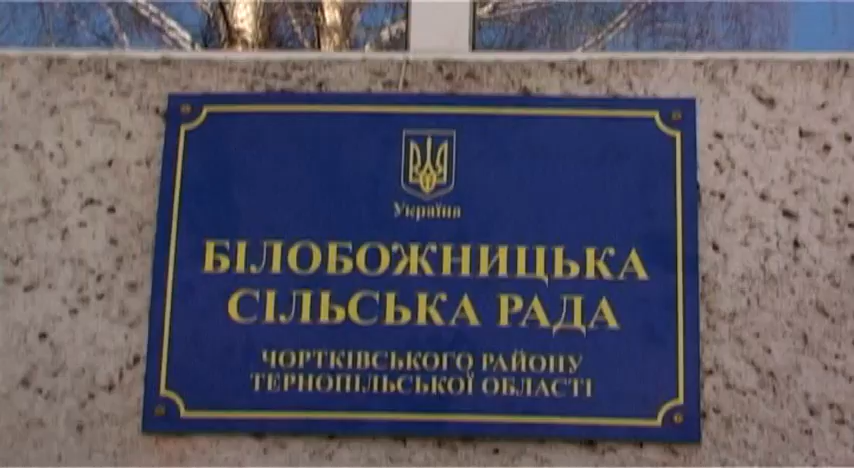 Україна
БІЛОБОЖНИЦЬКА
СІЛЬСЬКА РАДА
ЧОРТКІВСЬКОГО РАЙОНУ
ТЕРНОПІЛЬСЬКОЇ ОБЛАСТІ